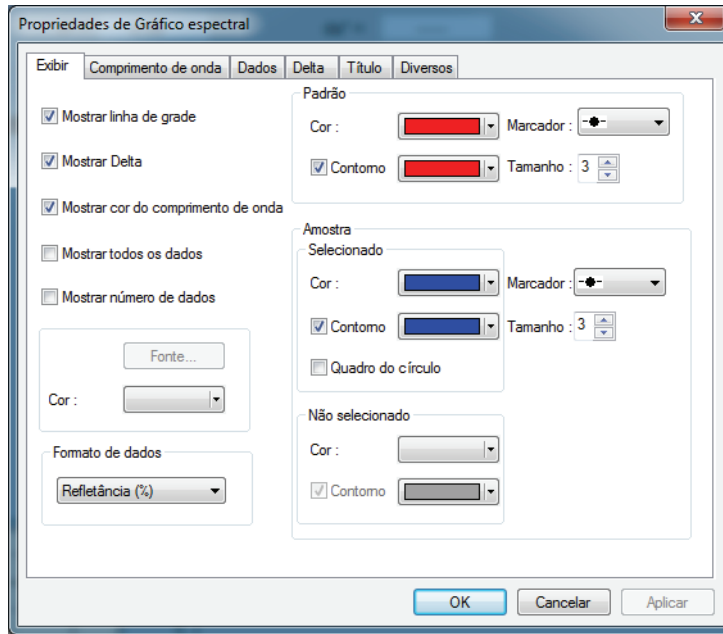 Propriedades de Gráfico espectral
Exibir
Comprimento de onda
Dados
Delta
Título
Diversos
Mostrar linha de grade
Mostrar Delta
Mostrar cor do comprimento de onda
Mostrar todos os dados
Mostrar número de dados
Fonte...
Cor :
Formato de dados
Refletância (%)
Padrão
Cor :
Marcador :
Contorno
Tamanho : 3
Amostra
Selecionado
Cor :
Marcador :
Contorno
Tamanho : 3
Quadro do círculo
Não selecionado
Cor :
Contorno
OK
Cancelar
Aplicar